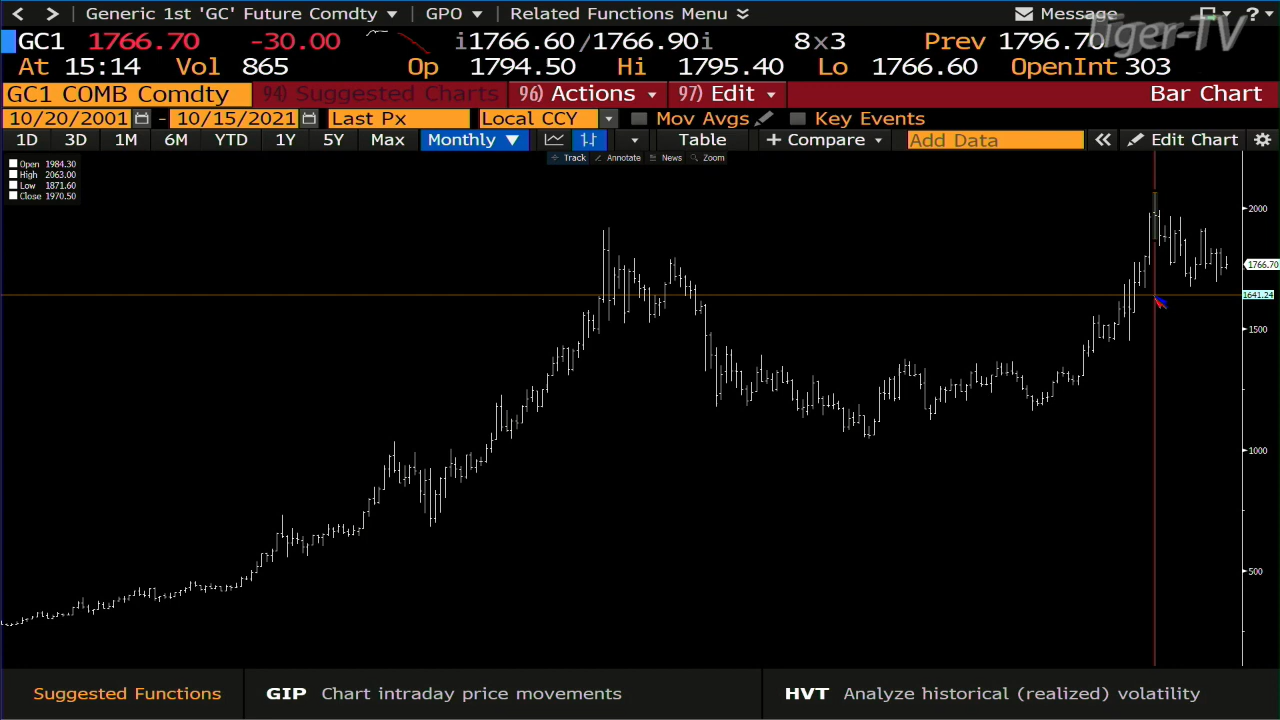 < > Generic 1st 'GC' Future Comdty GPO Related Functions Menu Message ?
GC1 1766.70 -30.00 i1766.60/1766.90i 8x3 Prev 1796.70
At 15:14 Vol 865 Op 1794.50 Hi 1795.40 Lo 1766.60 OpenInt 303
GC1 COMB Comdty 94) Suggested Charts 96) Actions 97) Edit Bar Chart
10/20/2001 - 10/15/2021 Last Px Local CCY Mov Avgs Key Events
1D 3D 1M 6M YTD 1Y 5Y Max Monthly Table + Compare Add Data « Edit Chart
Track Annotate News Zoom
Open 1984.30
High 2063.00
Low 1871.60
Close 1970.50
2000
1766.70
1641.24
1500
1000
500
Suggested Functions GIP Chart intraday price movements HVT Analyze historical (realized) volatility